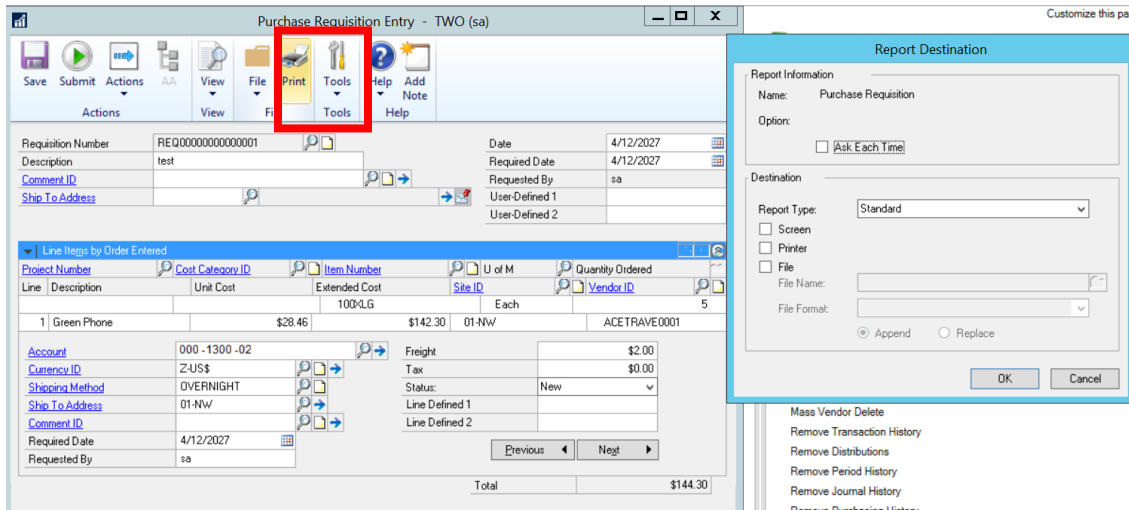 Customize this pa
Purchase Requisition Entry - TWO (sa)
Save Submit Actions AA View File Print Tools Help Add Note
Actions View Fi Tools Help
Requisition Number REQ00000000000001 Date 4/12/2027
Description test Required Date 4/12/2027
Comment ID Requested By sa
Ship To Address User-Defined 1
User-Defined 2
Line Items by Order Entered
Project Number Cost Category ID Item Number U of M Quantity Ordered
Line Description Unit Cost Extended Cost Site ID Vendor ID
100XLG Each 5
1 Green Phone $28.46 $142.30 01-NW ACETRAVE0001
Account 000 -1300 -02 Freight $2.00
Currency ID Z-US$ Tax $0.00
Shipping Method OVERNIGHT Status: New
Ship To Address 01-NW Line Defined 1
Comment ID Line Defined 2
Required Date 4/12/2027
Requested By sa
Previous Next
Total $144.30
Report Destination
Report Information
Name: Purchase Requisition
Option:
Ask Each Time
Destination
Report Type: Standard
Screen
Printer
File
File Name:
File Format:
Append Replace
OK Cancel
Mass Vendor Delete
Remove Transaction History
Remove Distributions
Remove Period History
Remove Journal History
Remove Purchasing History